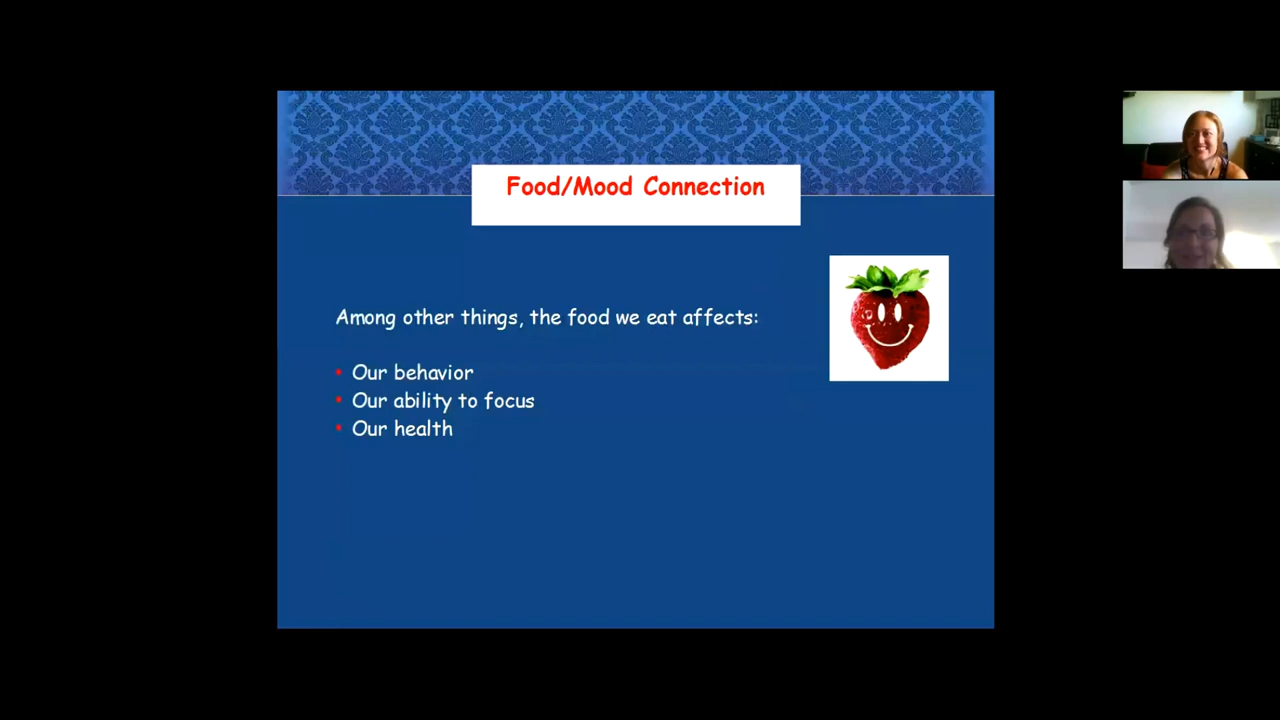 Food/Mood Connection
Among other things, the food we eat affects:
• Our behavior
• Our ability to focus
• Our health